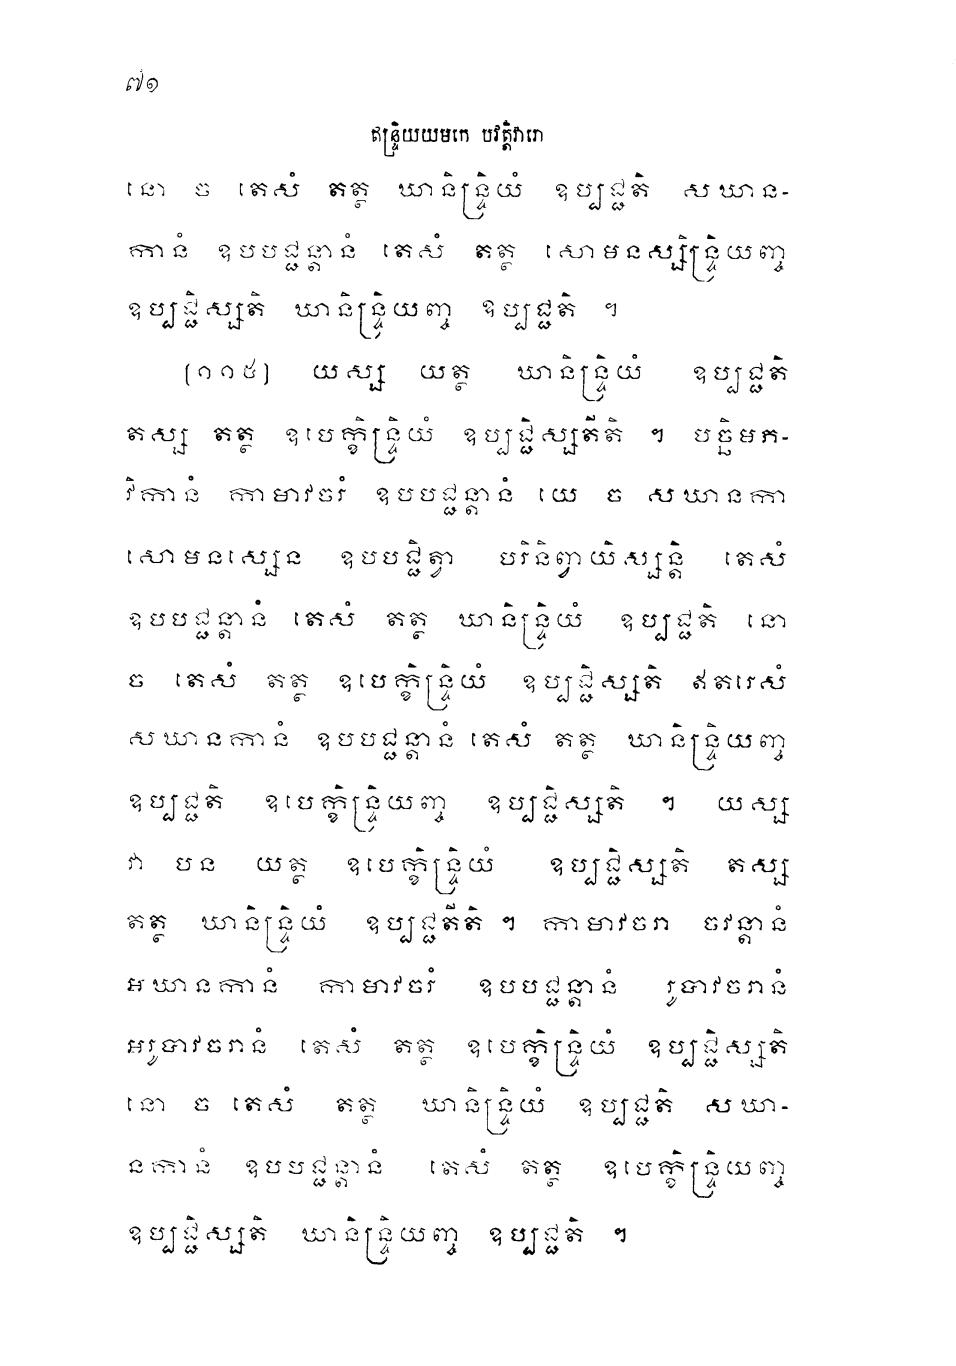 ៧១
ឥន្ទ្រិយយមកេ បវត្តិវារោ
នោ ច តេសំ តត្ថ ឃានិន្ទ្រិយំ ឧប្បជ្ជតិ សឃាន-
កានំ ឧបបជ្ជន្តានំ តេសំ តត្ថ សោមនស្សិន្ទ្រិយញ្ច
ឧប្បជ្ជិស្សតិ ឃានិន្ទ្រិយញ្ច ឧប្បជ្ជតិ ។
(១១៥) យស្ស យត្ថ ឃានិន្ទ្រិយំ ឧប្បជ្ជតិ
តស្ស តត្ថ ឧបេក្ខិន្ទ្រិយំ ឧប្បជ្ជិស្សតីតិ ។ បច្ឆិមភ-
វិកានំ កាមាវចរំ ឧបបជ្ជន្តានំ យេ ច សឃានកា
សោមនស្សេន ឧបបជ្ជិត្វា បរិនិព្វាយិស្សន្តិ តេសំ
ឧបបជ្ជន្តានំ តេសំ តត្ថ ឃានិន្ទ្រិយំ ឧប្បជ្ជតិ នោ
ច តេសំ តត្ថ ឧបេក្ខិន្ទ្រិយំ ឧប្បជ្ជិស្សតិ ឥតរេសំ
សឃានកានំ ឧបបជ្ជន្តានំ តេសំ តត្ថ ឃានិន្ទ្រិយញ្ច
ឧប្បជ្ជតិ ឧបេក្ខិន្ទ្រិយញ្ច ឧប្បជ្ជិស្សតិ ។ យស្ស
វា បន យត្ថ ឧបេក្ខិន្ទ្រិយំ ឧប្បជ្ជិស្សតិ តស្ស
តត្ថ ឃានិន្ទ្រិយំ ឧប្បជ្ជតីតិ ។ កាមាវចរា ចវន្តានំ
អឃានកានំ កាមាវចរំ ឧបបជ្ជន្តានំ រូបាវចរានំ
អរូបាវចរានំ តេសំ តត្ថ ឧបេក្ខិន្ទ្រិយំ ឧប្បជ្ជិស្សតិ
នោ ច តេសំ តត្ថ ឃានិន្ទ្រិយំ ឧប្បជ្ជតិ សឃា-
នកានំ ឧបបជ្ជន្តានំ តេសំ តត្ថ ឧបេក្ខិន្ទ្រិយញ្ច
ឧប្បជ្ជិស្សតិ ឃានិន្ទ្រិយញ្ច ឧប្បជ្ជតិ ។